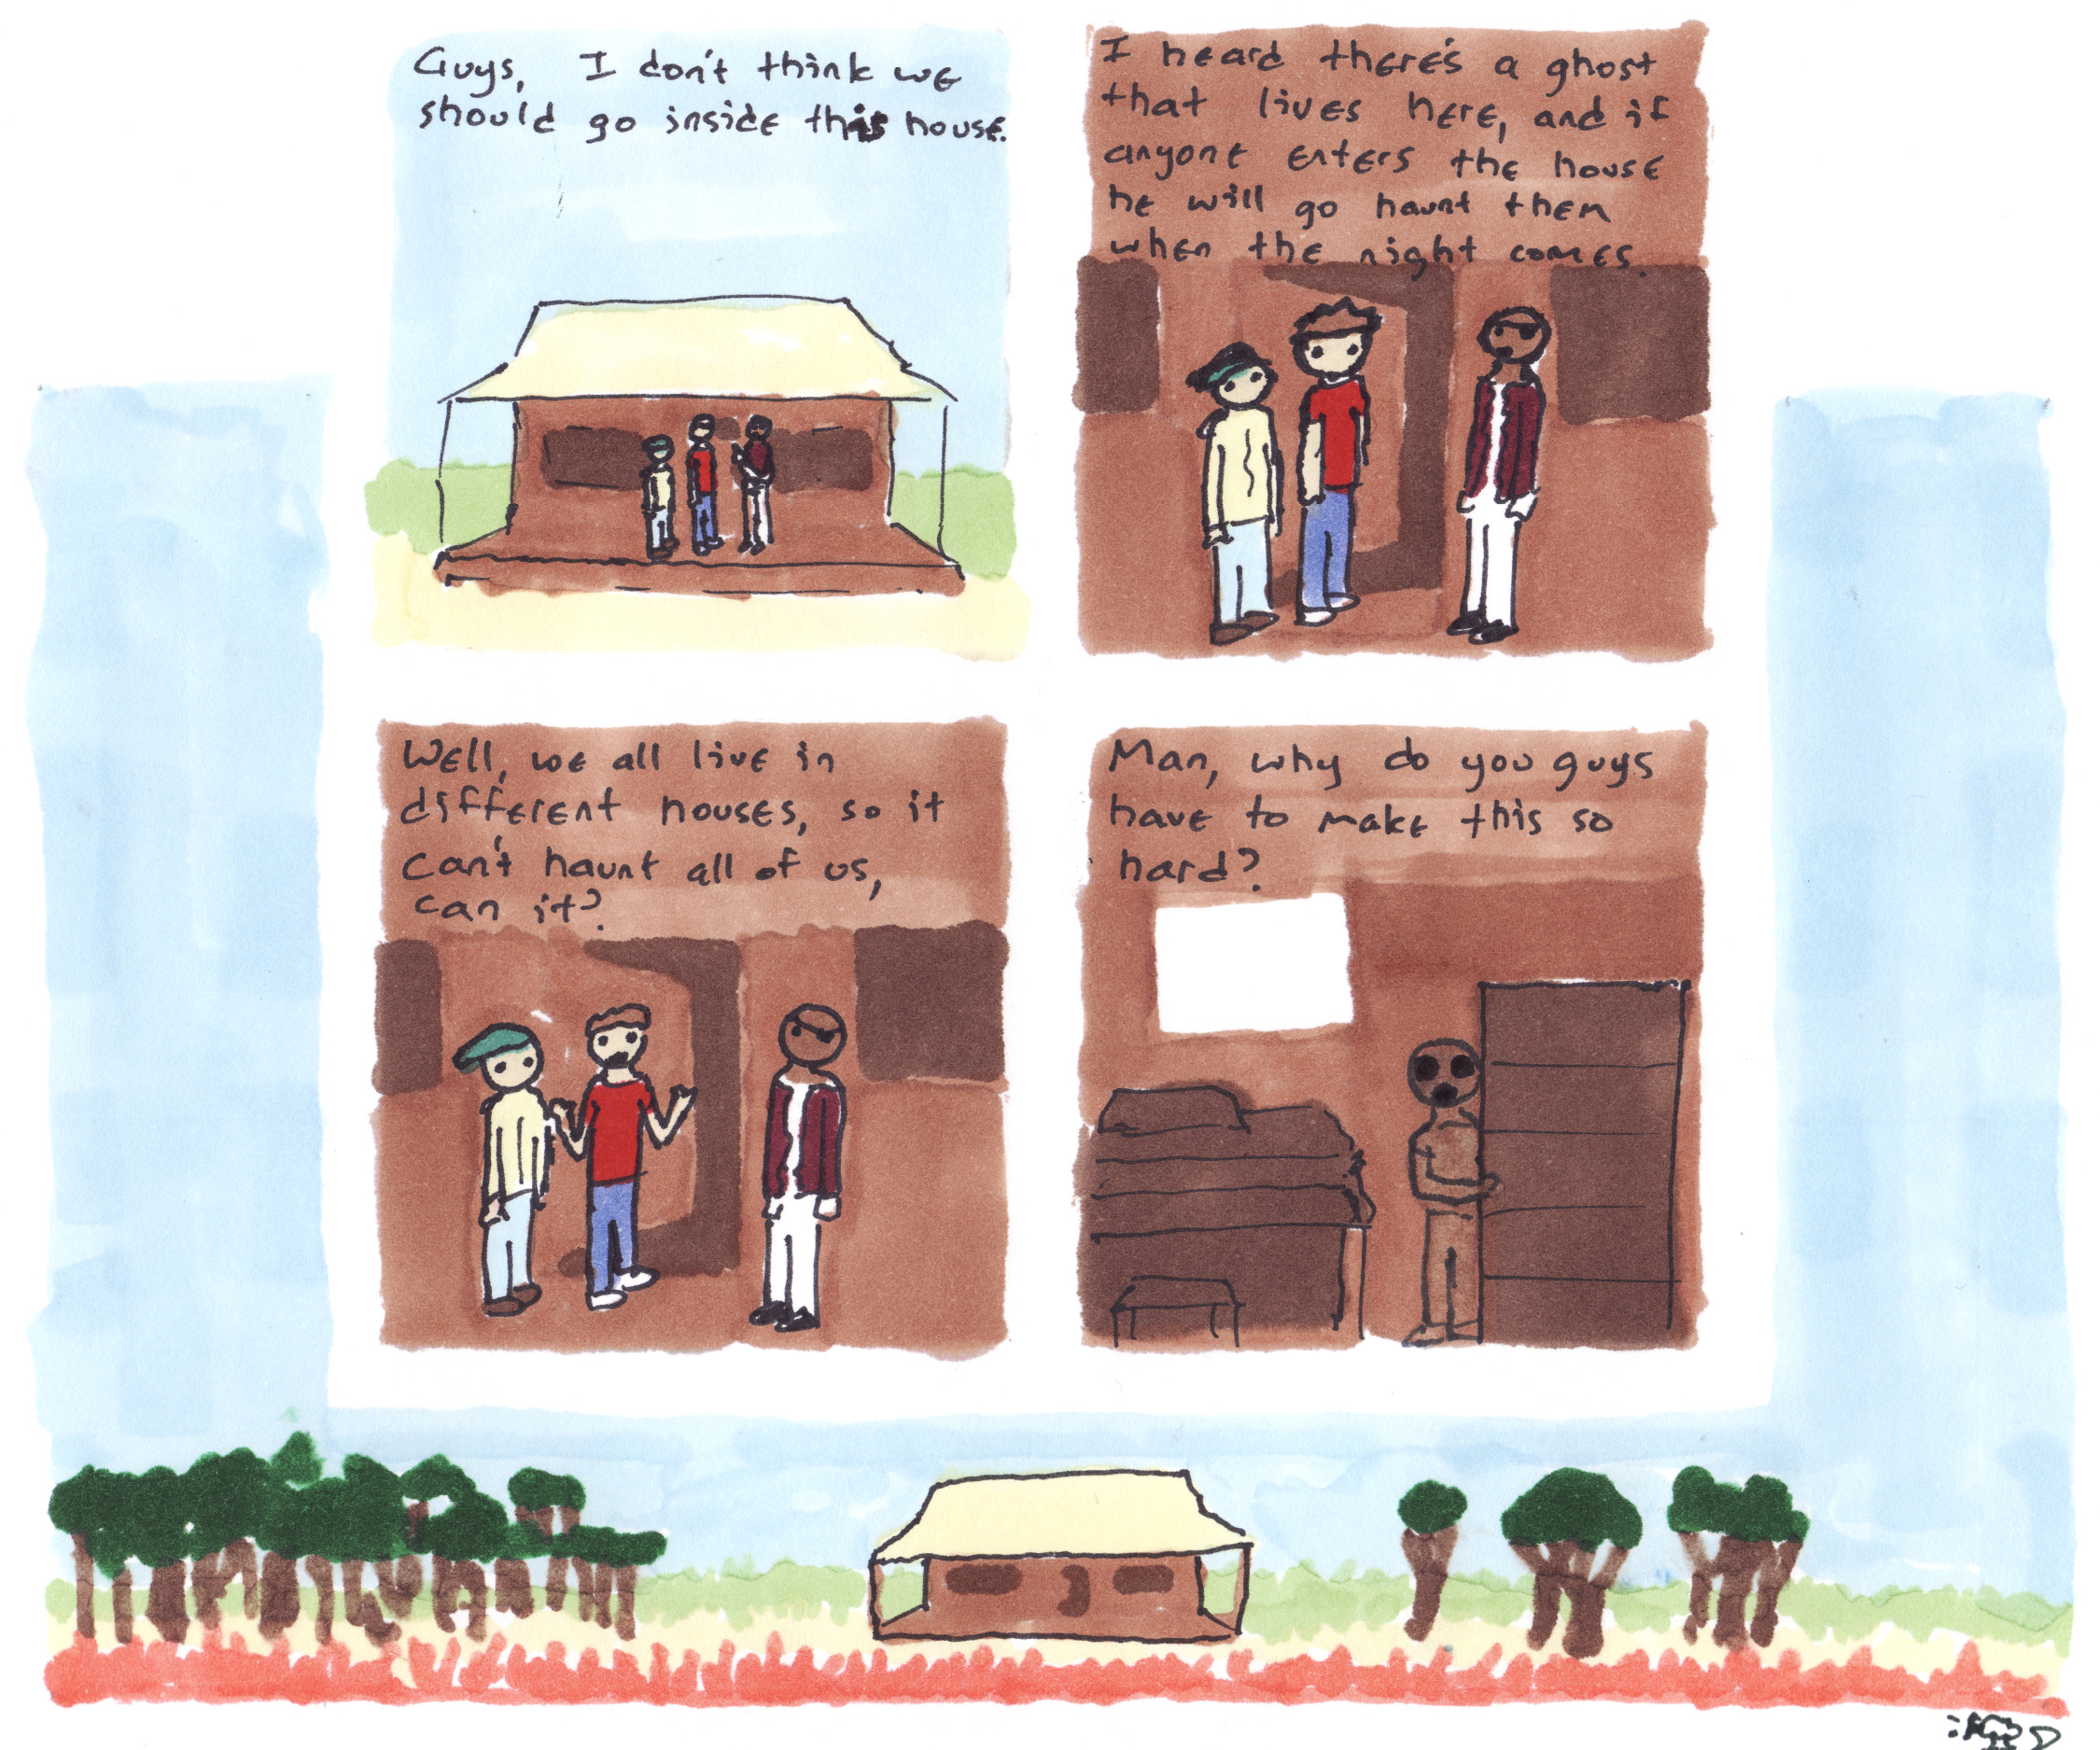 Guys, I don't think we
should go inside this house.
I heard there's a ghost
that lives here, and if
anyone enters the house
he will go haunt them
when the night comes.
Well, we all live in
different houses, so it
can't haunt all of us,
can it?
Man, why do you guys
have to make this so
hard?